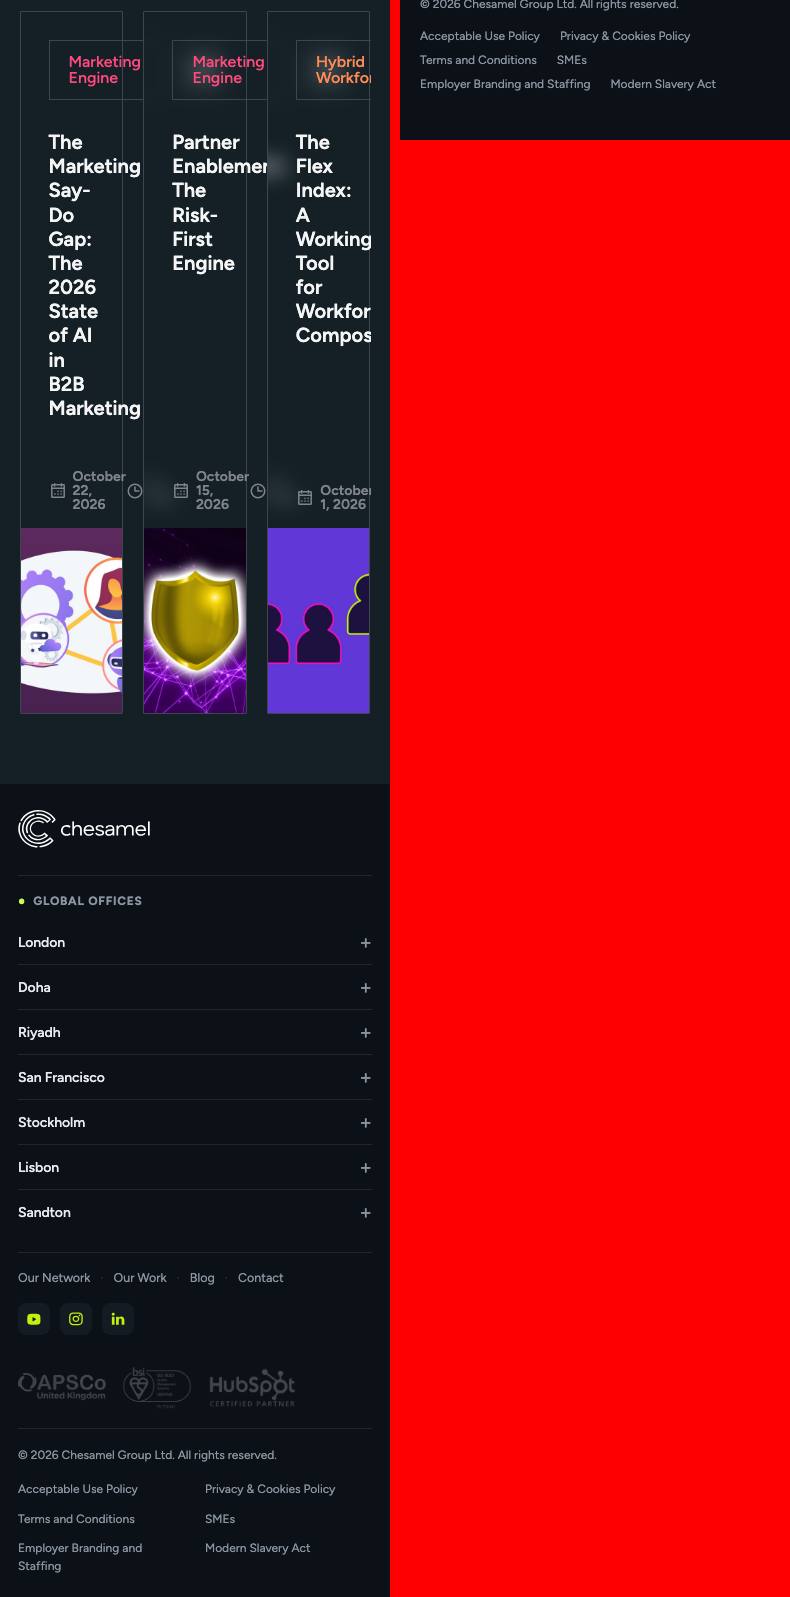 Marketing
Engine
The
Marketing
Say-
Do
Gap:
The
2026
State
of AI
in
B2B
Marketing
October
22,
2026
Marketing
Engine
Partner
The
Risk-
First
Engine
October
15,
2026
Hybrid
The
Flex
Index:
A
Working
Tool
for
October
1, 2026
chesamel
GLOBAL OFFICES
London
Doha
Riyadh
San Francisco
Stockholm
Lisbon
Sandton
Our Network · Our Work · Blog · Contact
APSCo
United Kingdom
bsi
HubSpot
CERTIFIED PARTNER
© 2026 Chesamel Group Ltd. All rights reserved.
Acceptable Use Policy Privacy & Cookies Policy
Terms and Conditions SMEs
Employer Branding and Modern Slavery Act
Staffing
© 2026 Chesamel Group Ltd. All rights reserved.
Acceptable Use Policy Privacy & Cookies Policy
Terms and Conditions SMEs
Employer Branding and Staffing Modern Slavery Act